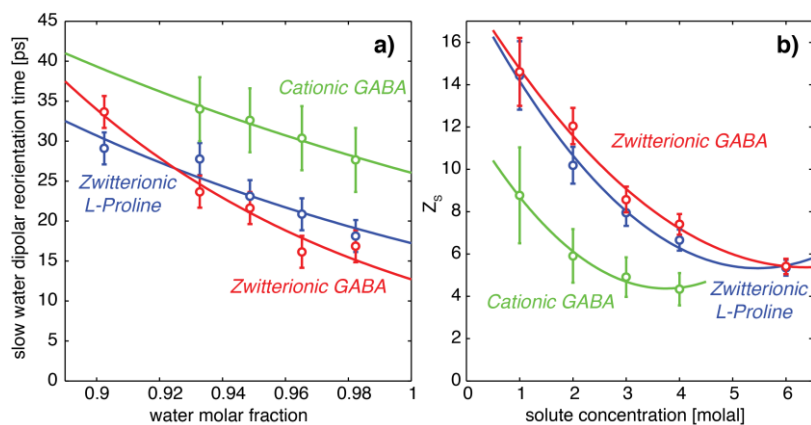 a)
slow water dipolar reorientation time [ps]
45
40
35
30
25
20
15
10
5
0
Cationic GABA
Zwitterionic
L-Proline
Zwitterionic GABA
0.9
0.92
0.94
0.96
0.98
1
water molar fraction
b)
Zs
16
14
12
10
8
6
4
2
0
Zwitterionic GABA
Cationic GABA
Zwitterionic
L-Proline
0
1
2
3
4
5
6
solute concentration [molal]